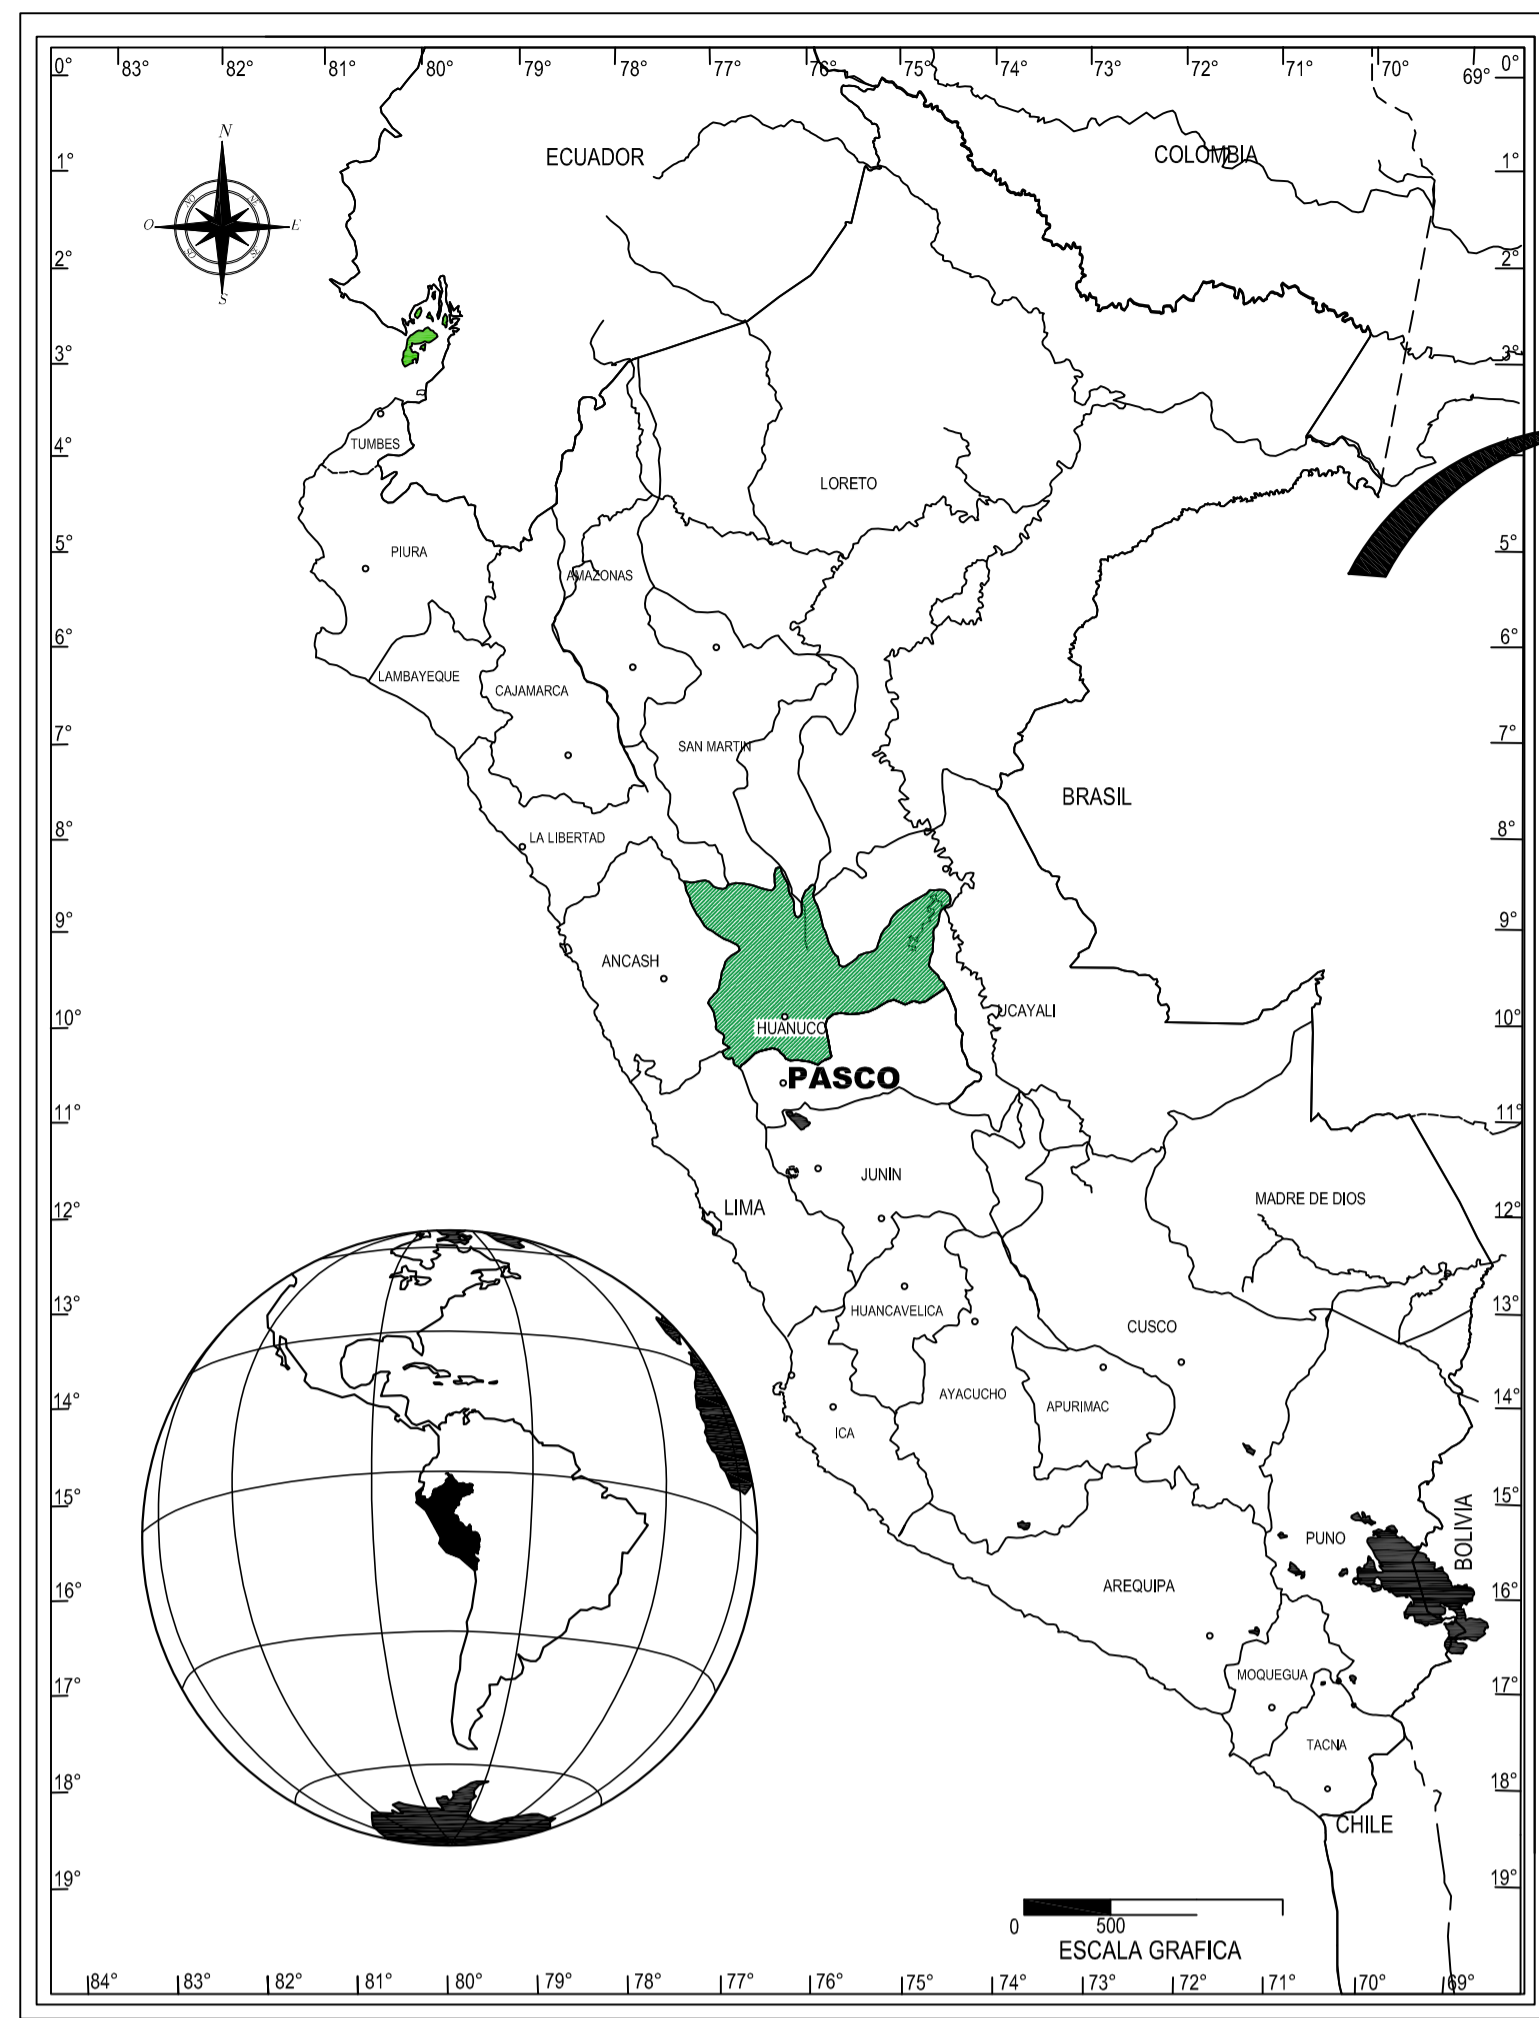 83° 82° 81° 80° 79° 78° 77° 76° 75° 74° 73° 72° 71° 70° 69°
0° 0°
N
ECUADOR COLOMBIA
1° 1°
NO NE
O E
SO SE
S
2° 2°
3° 3°
4°
TUMBES
LORETO
5° 5°
PIURA
AMAZONAS
6° 6°
LAMBAYEQUE
CAJAMARCA
7° 7°
SAN MARTIN
BRASIL
8° 8°
LA LIBERTAD
9° 9°
ANCASH
10° 10°
UCAYALI
HUANUCO
PASCO
11° 11°
JUNIN
12° 12°
LIMA
MADRE DE DIOS
13° 13°
HUANCAVELICA
CUSCO
14° 14°
AYACUCHO
APURIMAC
ICA
15° 15°
PUNO
BOLIVIA
16° 16°
AREQUIPA
17° 17°
MOQUEGUA
TACNA
18° 18°
CHILE
19° 19°
0 500
ESCALA GRAFICA
84° 83° 82° 81° 80° 79° 78° 77° 76° 75° 74° 73° 72° 71° 70° 69°